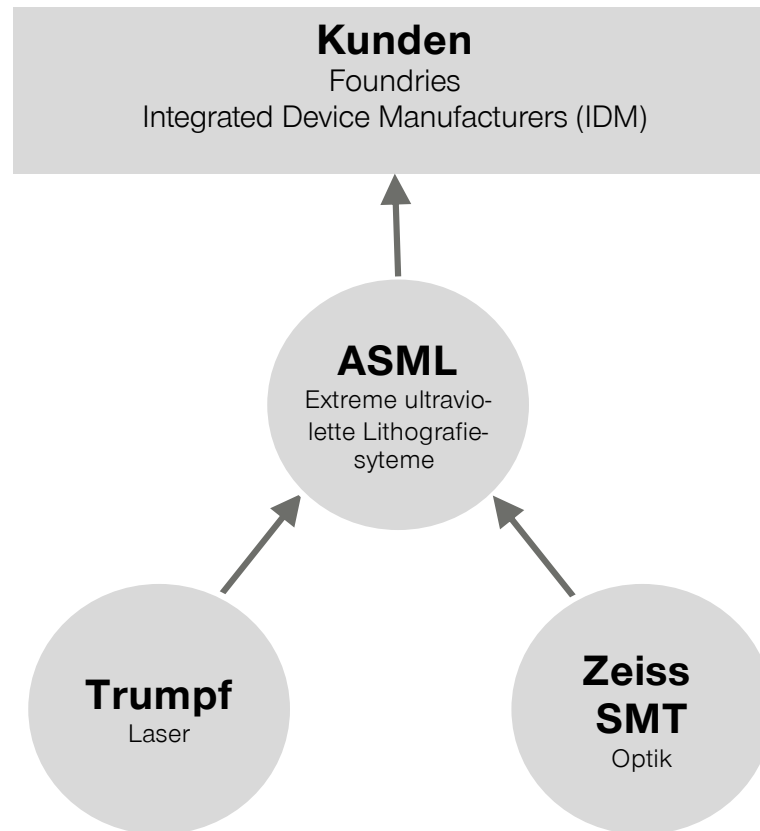 Kunden
Foundries
Integrated Device Manufacturers (IDM)
ASML
Extreme ultravio-
lette Lithografie-
syteme
Trumpf
Laser
Zeiss
SMT
Optik